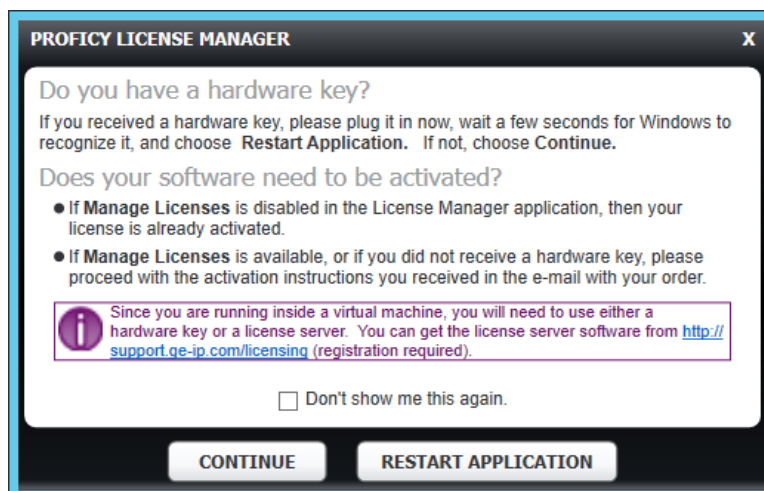 PROFICY LICENSE MANAGER X
Do you have a hardware key?
If you received a hardware key, please plug it in now, wait a few seconds for Windows to
recognize it, and choose Restart Application. If not, choose Continue.
Does your software need to be activated?
● If Manage Licenses is disabled in the License Manager application, then your
license is already activated.
● If Manage Licenses is available, or if you did not receive a hardware key, please
proceed with the activation instructions you received in the e-mail with your order.
i Since you are running inside a virtual machine, you will need to use either a
hardware key or a license server. You can get the license server software from http://
support.ge-ip.com/licensing (registration required).
Don't show me this again.
CONTINUE RESTART APPLICATION